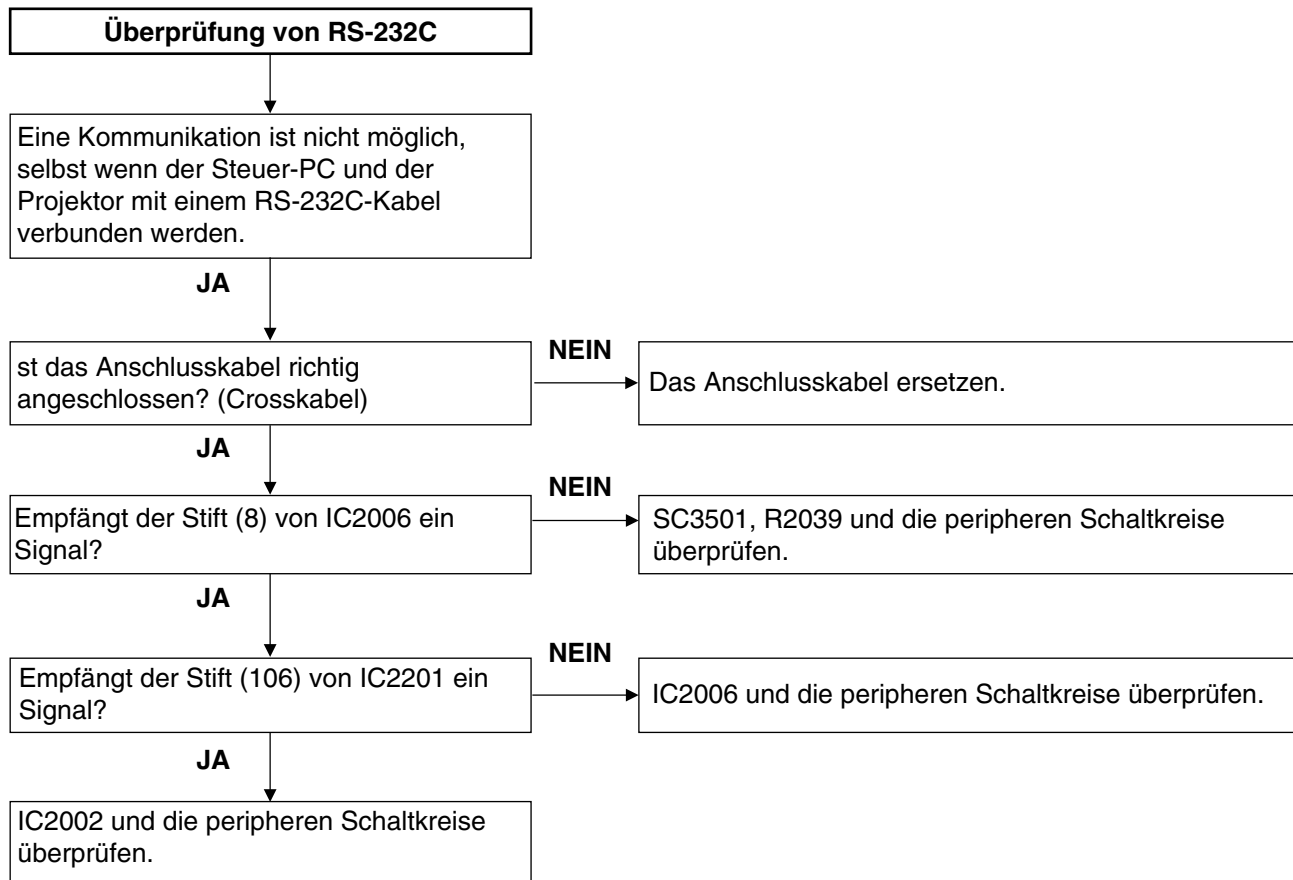 Überprüfung von RS-232C
Eine Kommunikation ist nicht möglich,
selbst wenn der Steuer-PC und der
Projektor mit einem RS-232C-Kabel
verbunden werden.
JA
st das Anschlusskabel richtig
angeschlossen? (Crosskabel)
NEIN
Das Anschlusskabel ersetzen.
JA
Empfängt der Stift (8) von IC2006 ein
Signal?
NEIN
SC3501, R2039 und die peripheren Schaltkreise
überprüfen.
JA
Empfängt der Stift (106) von IC2201 ein
Signal?
NEIN
IC2006 und die peripheren Schaltkreise überprüfen.
JA
IC2002 und die peripheren Schaltkreise
überprüfen.